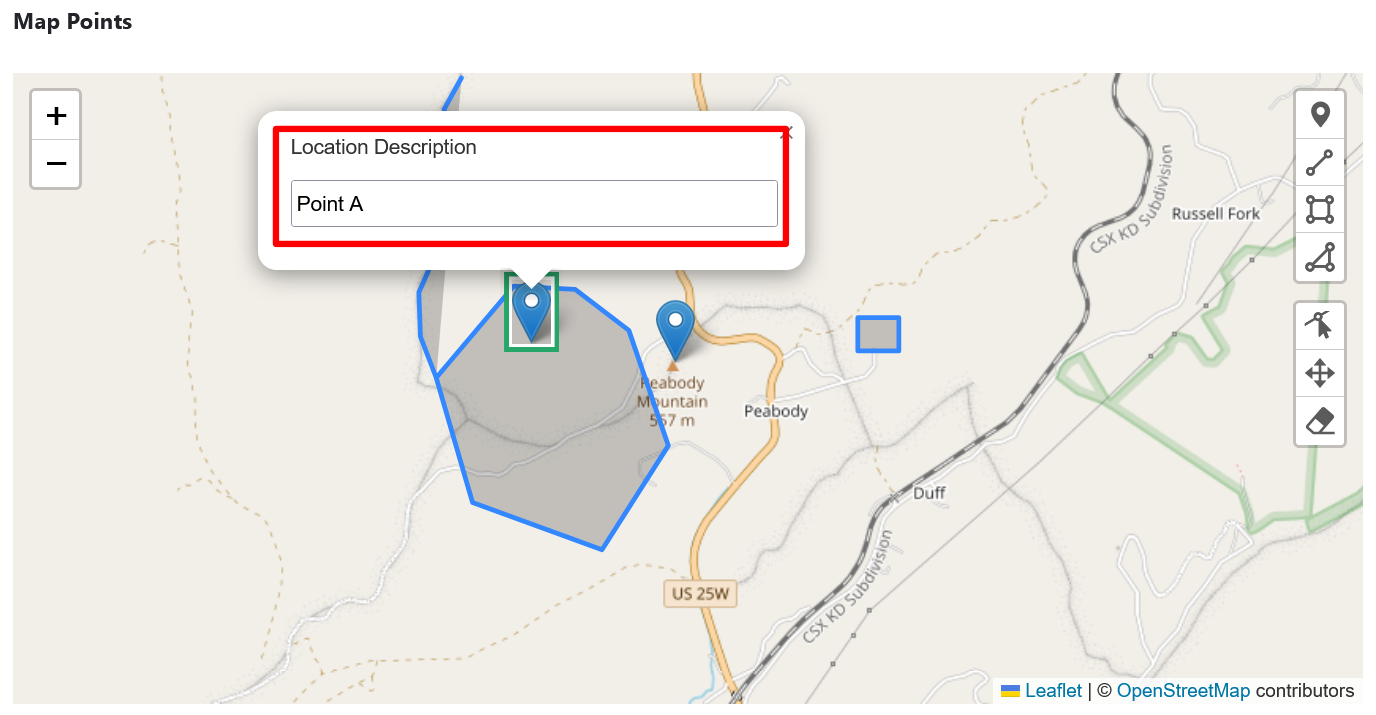 Map Points
+
−
×
Location Description
Point A
CSX KD Subdivision
Russell Fork
Peabody
Mountain
557 m
Peabody
Duff
US 25W
CSX KD Subdivision
Leaflet | © OpenStreetMap contributors